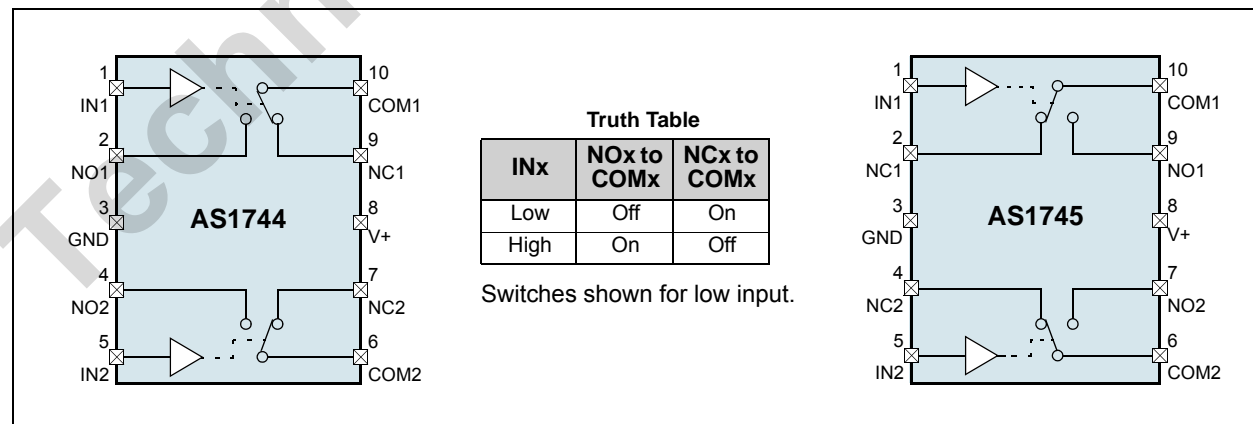 Techn
1
IN1
2
NO1
3
GND
4
NO2
5
IN2
10
COM1
9
NC1
8
V+
7
NC2
6
COM2
AS1744
Truth Table
INx NOx to COMx NCx to COMx
Low Off On
High On Off
Switches shown for low input.
1
IN1
2
NC1
3
GND
4
NC2
5
IN2
10
COM1
9
NO1
8
V+
7
NO2
6
COM2
AS1745